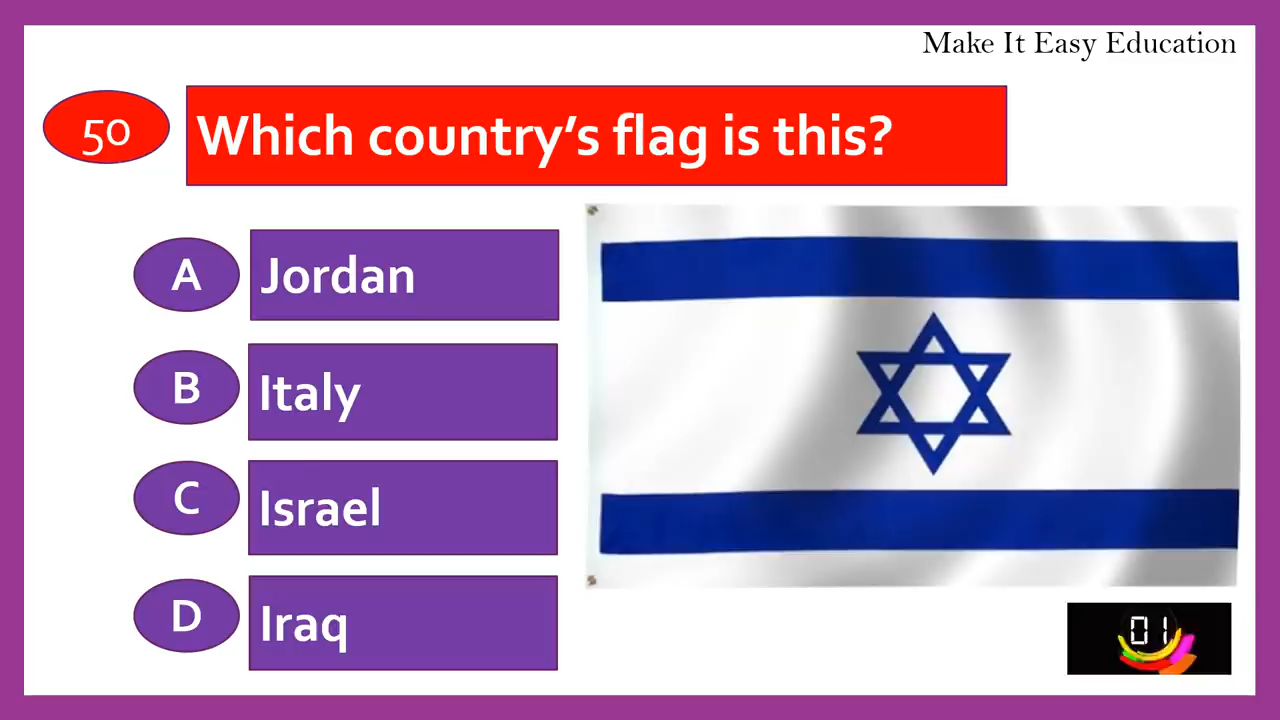 Make It Easy Education
50
Which country’s flag is this?
A
Jordan
B
Italy
C
Israel
D
Iraq
01